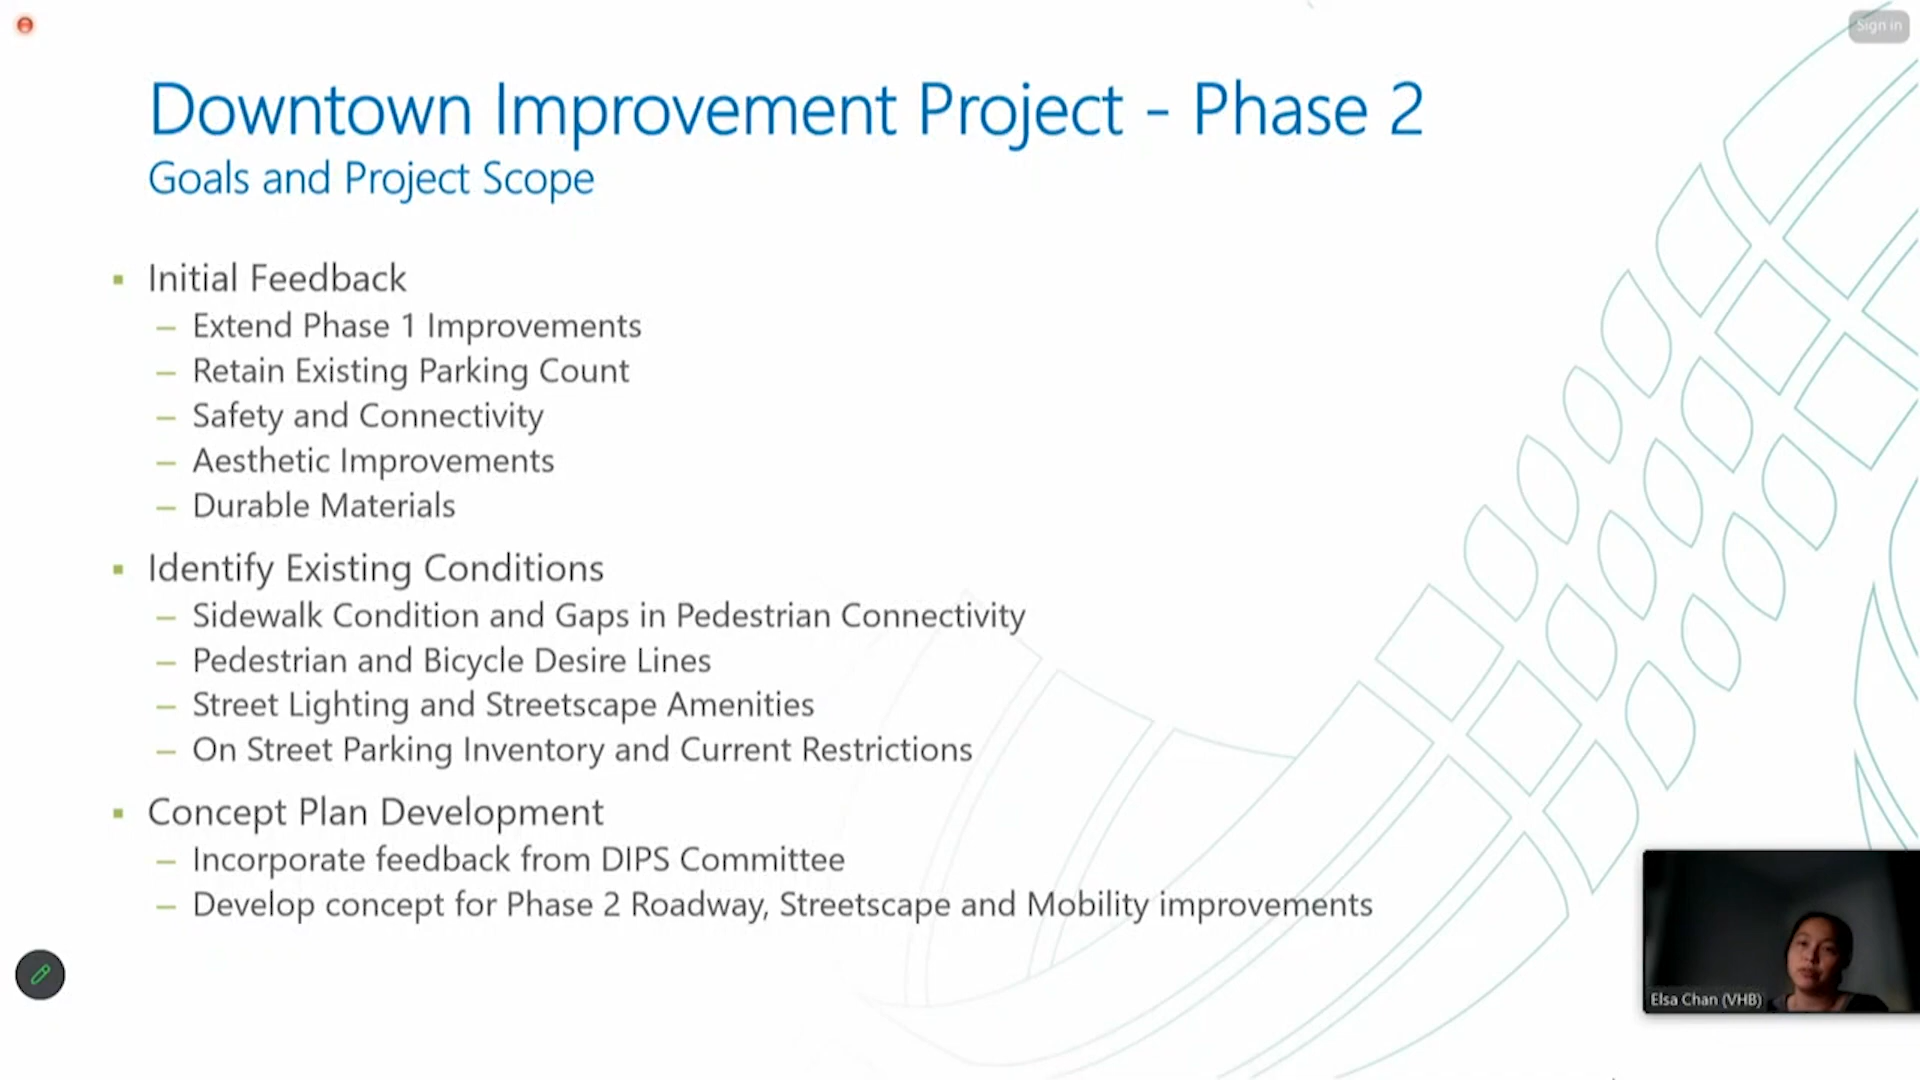 Sign in
Downtown Improvement Project - Phase 2
Goals and Project Scope
▪ Initial Feedback
– Extend Phase 1 Improvements
– Retain Existing Parking Count
– Safety and Connectivity
– Aesthetic Improvements
– Durable Materials
▪ Identify Existing Conditions
– Sidewalk Condition and Gaps in Pedestrian Connectivity
– Pedestrian and Bicycle Desire Lines
– Street Lighting and Streetscape Amenities
– On Street Parking Inventory and Current Restrictions
▪ Concept Plan Development
– Incorporate feedback from DIPS Committee
– Develop concept for Phase 2 Roadway, Streetscape and Mobility improvements
Elsa Chan (VHB)